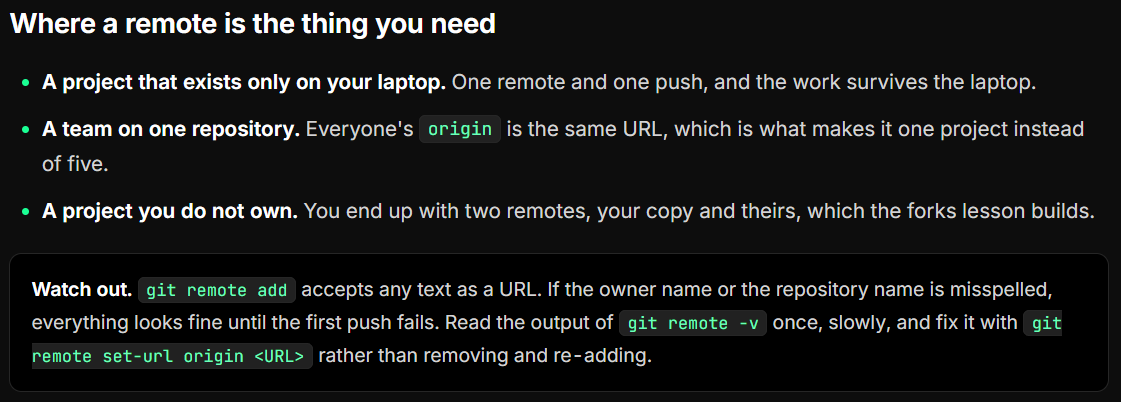 Where a remote is the thing you need
A project that exists only on your laptop. One remote and one push, and the work survives the laptop.
A team on one repository. Everyone's origin is the same URL, which is what makes it one project instead
of five.
A project you do not own. You end up with two remotes, your copy and theirs, which the forks lesson builds.
Watch out. git remote add accepts any text as a URL. If the owner name or the repository name is misspelled,
everything looks fine until the first push fails. Read the output of git remote -v once, slowly, and fix it with git
remote set-url origin <URL> rather than removing and re-adding.